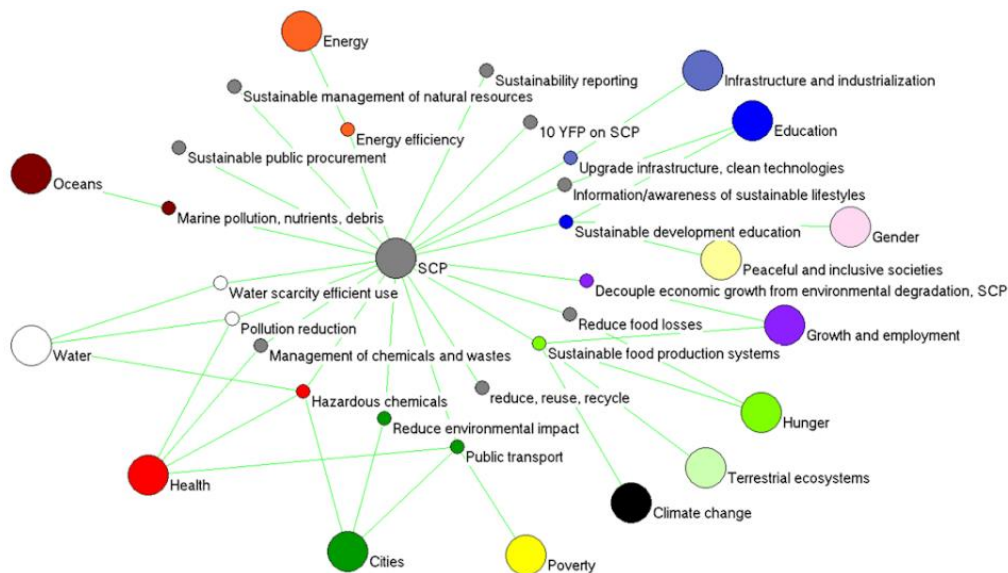 Energy
Sustainability reporting
Infrastructure and industrialization
Sustainable management of natural resources
10 YFP on SCP
Education
Energy efficiency
Sustainable public procurement
Upgrade infrastructure, clean technologies
Oceans
Information/awareness of sustainable lifestyles
Marine pollution, nutrients, debris
Sustainable development education
Gender
SCP
Peaceful and inclusive societies
Water scarcity efficient use
Decouple economic growth from environmental degradation, SCP
Pollution reduction
Reduce food losses
Growth and employment
Water
Management of chemicals and wastes
Sustainable food production systems
Hazardous chemicals
reduce, reuse, recycle
Reduce environmental impact
Hunger
Public transport
Health
Terrestrial ecosystems
Climate change
Cities
Poverty